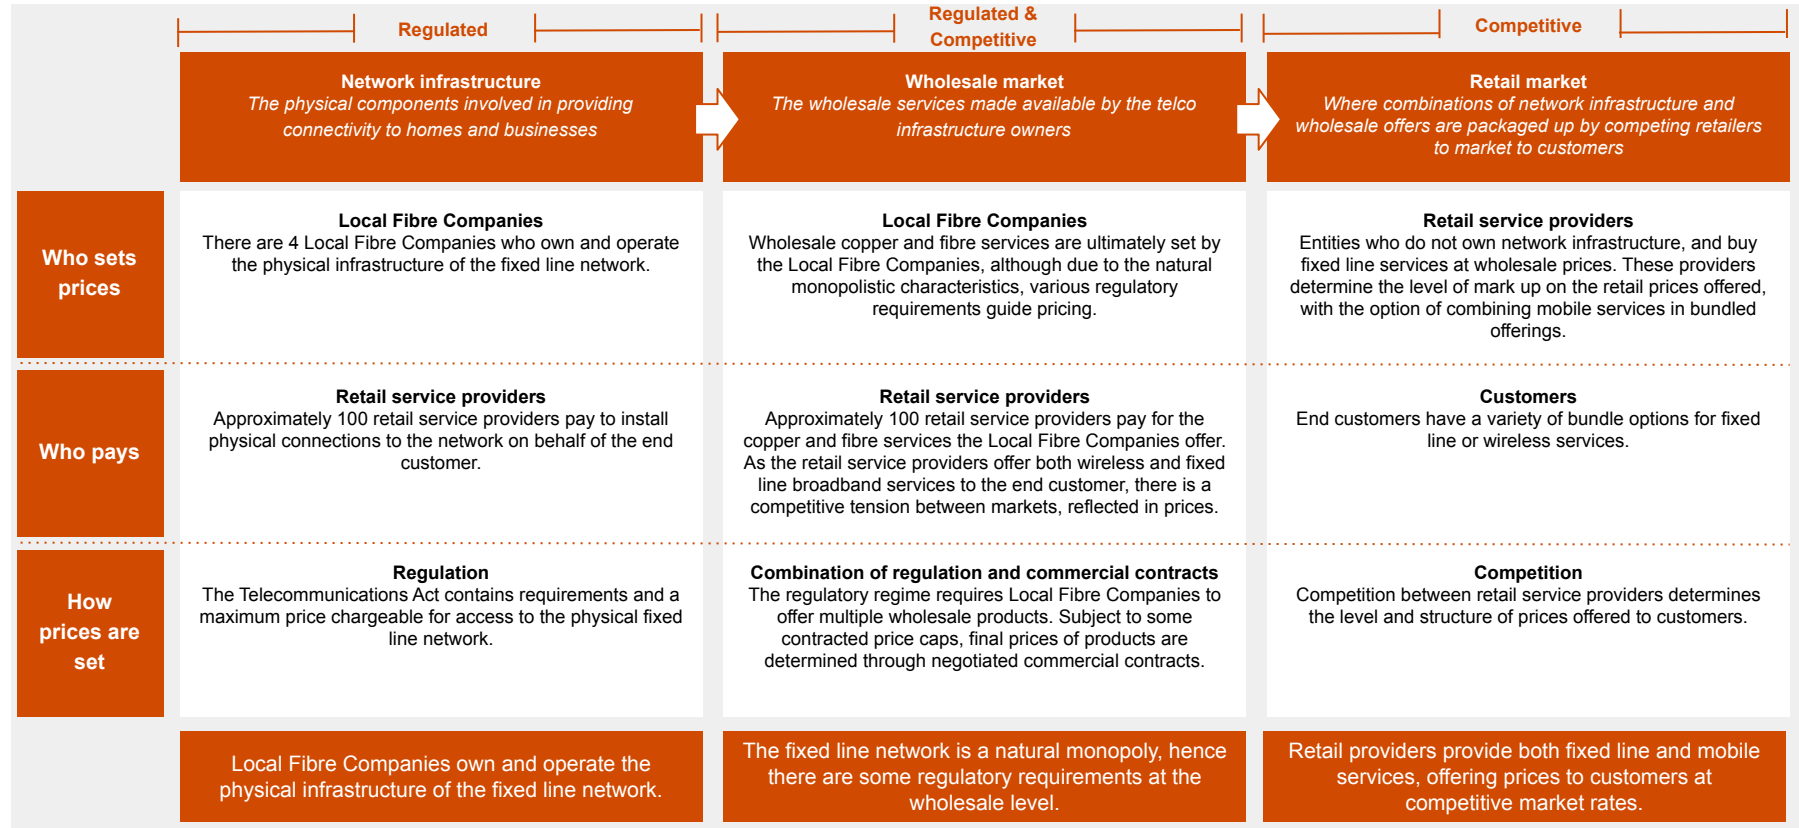 Regulated
Regulated &
Competitive
Competitive
Network infrastructure
The physical components involved in providing
connectivity to homes and businesses
Wholesale market
The wholesale services made available by the telco
infrastructure owners
Retail market
Where combinations of network infrastructure and
wholesale offers are packaged up by competing retailers
to market to customers
Who sets
prices
Local Fibre Companies
There are 4 Local Fibre Companies who own and operate
the physical infrastructure of the fixed line network.
Local Fibre Companies
Wholesale copper and fibre services are ultimately set by
the Local Fibre Companies, although due to the natural
monopolistic characteristics, various regulatory
requirements guide pricing.
Retail service providers
Entities who do not own network infrastructure, and buy
fixed line services at wholesale prices. These providers
determine the level of mark up on the retail prices offered,
with the option of combining mobile services in bundled
offerings.
Who pays
Retail service providers
Approximately 100 retail service providers pay to install
physical connections to the network on behalf of the end
customer.
Retail service providers
Approximately 100 retail service providers pay for the
copper and fibre services the Local Fibre Companies offer.
As the retail service providers offer both wireless and fixed
line broadband services to the end customer, there is a
competitive tension between markets, reflected in prices.
Customers
End customers have a variety of bundle options for fixed
line or wireless services.
How
prices are
set
Regulation
The Telecommunications Act contains requirements and a
maximum price chargeable for access to the physical fixed
line network.
Combination of regulation and commercial contracts
The regulatory regime requires Local Fibre Companies to
offer multiple wholesale products. Subject to some
contracted price caps, final prices of products are
determined through negotiated commercial contracts.
Competition
Competition between retail service providers determines
the level and structure of prices offered to customers.
Local Fibre Companies own and operate the
physical infrastructure of the fixed line network.
The fixed line network is a natural monopoly, hence
there are some regulatory requirements at the
wholesale level.
Retail providers provide both fixed line and mobile
services, offering prices to customers at
competitive market rates.